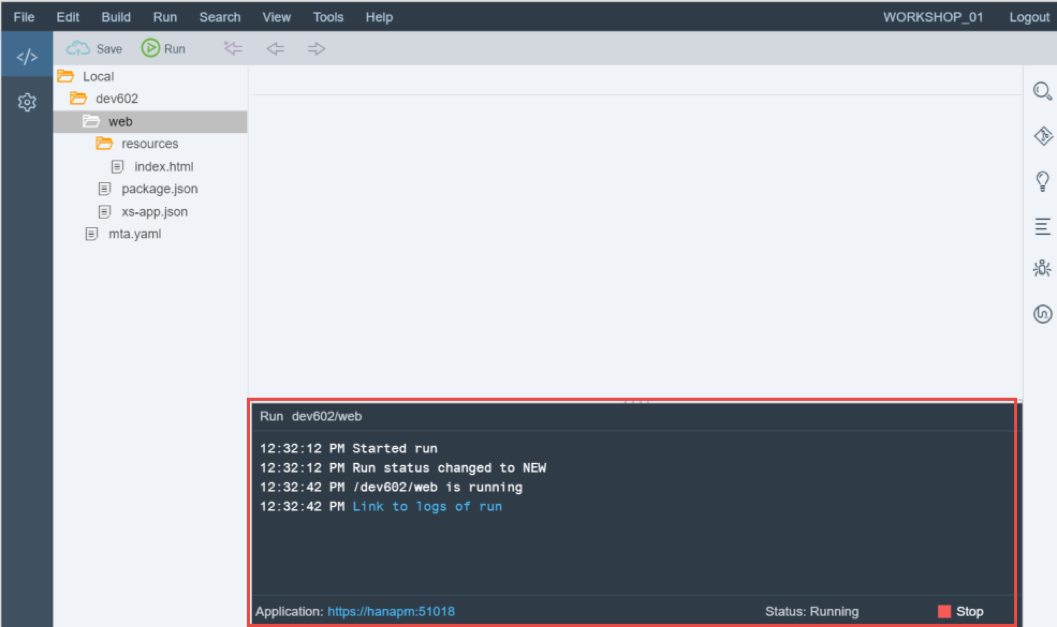 File Edit Build Run Search View Tools Help WORKSHOP_01 Logout
</> Save Run
Local
dev602
web
resources
index.html
package.json
xs-app.json
mta.yaml
Run dev602/web
12:32:12 PM Started run
12:32:12 PM Run status changed to NEW
12:32:42 PM /dev602/web is running
12:32:42 PM Link to logs of run
Application: https://hanapm:51018 Status: Running Stop